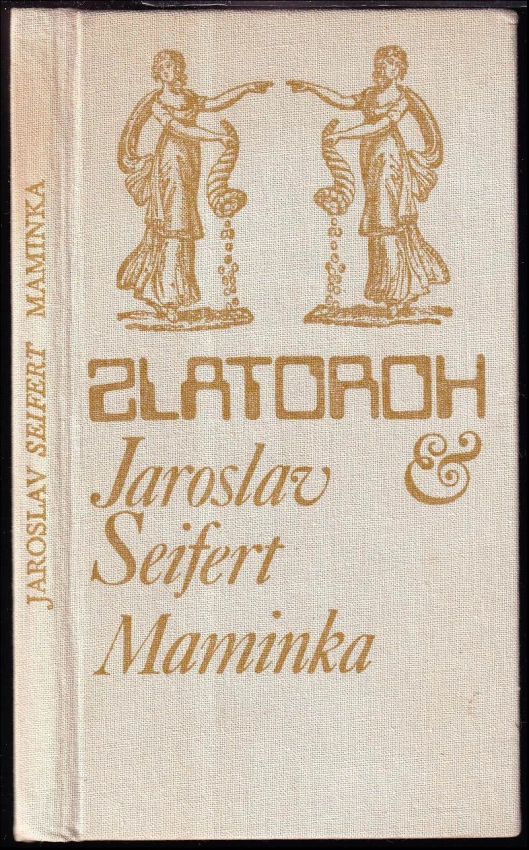 JAROSLAV SEIFERT MAMINKA
ZLATOROH
Jaroslav &
Seifert
Maminka